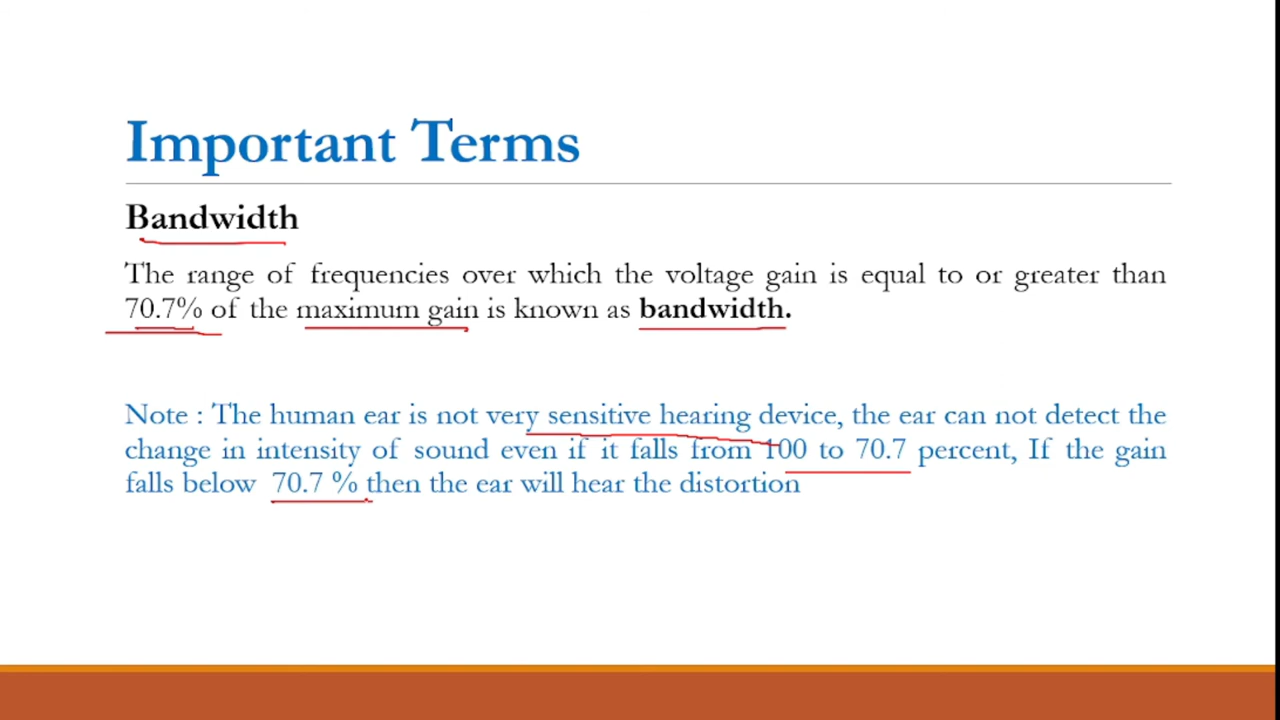 Important Terms
Bandwidth
The range of frequencies over which the voltage gain is equal to or greater than
70.7% of the maximum gain is known as bandwidth.
Note : The human ear is not very sensitive hearing device, the ear can not detect the
change in intensity of sound even if it falls from 100 to 70.7 percent, If the gain
falls below 70.7 % then the ear will hear the distortion